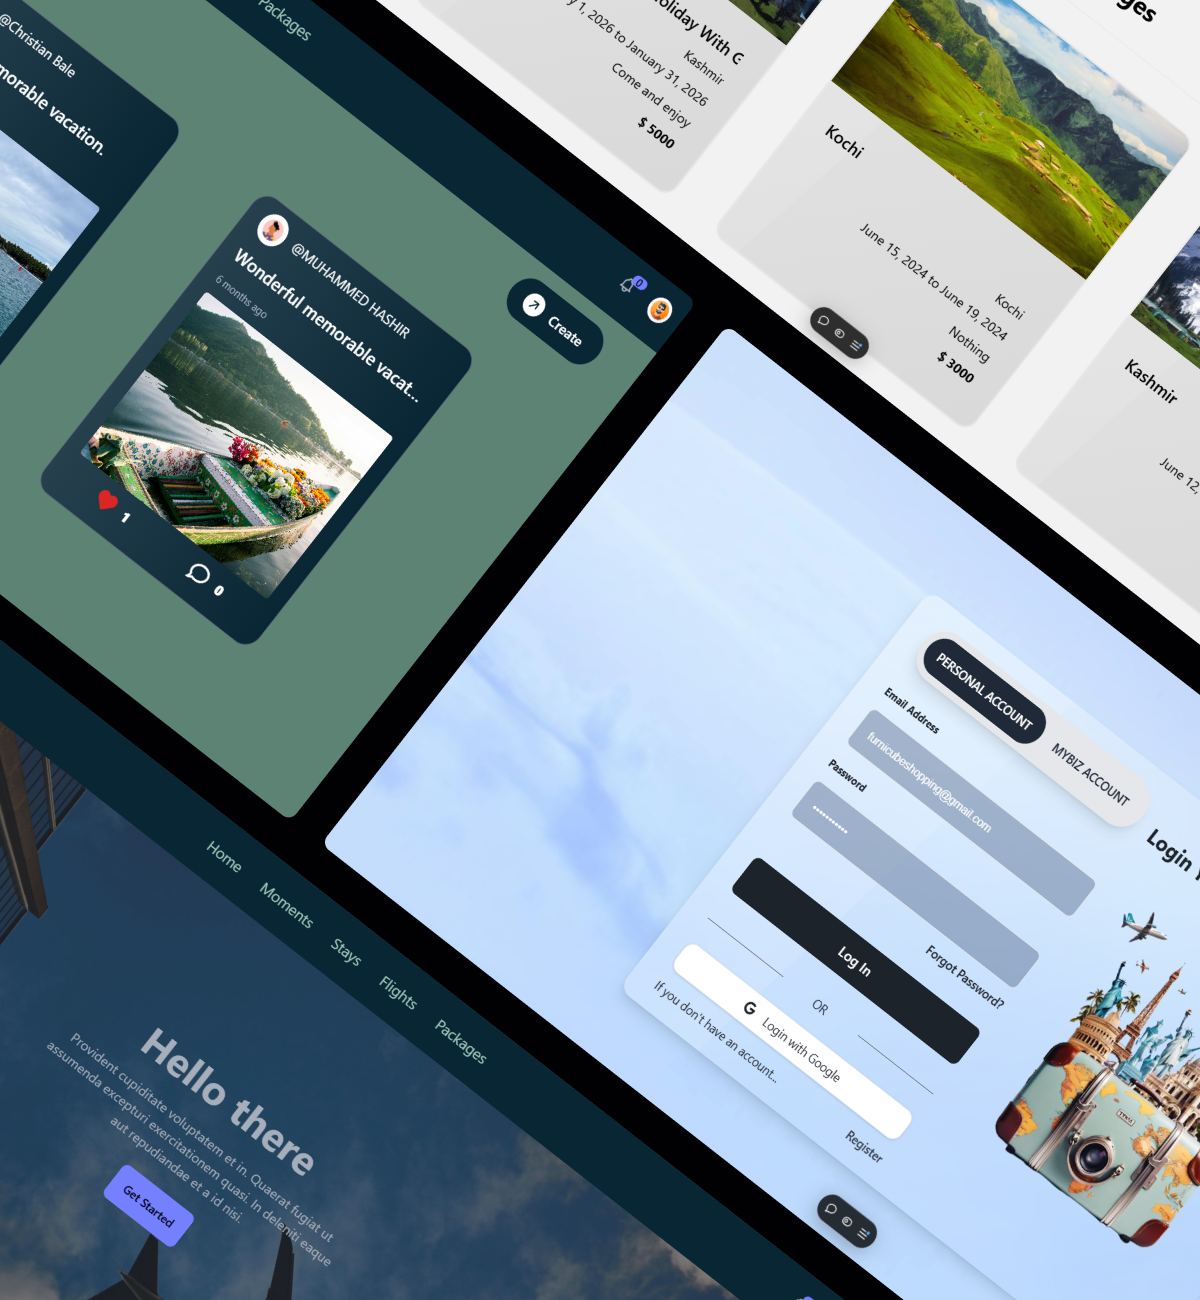 @Christian Bale
morable vacation.
Packages
0
@MUHAMMED HASHIR
Wonderful memorable vacat...
6 months ago
1
0
Create
Holiday With G
Kashmir
y 1, 2026 to January 31, 2026
Come and enjoy
$ 5000
ges
Kochi
Kochi
June 15, 2024 to June 19, 2024
Nothing
$ 3000
Kashmir
June 12,
PERSONAL ACCOUNT
MYBIZ ACCOUNT
Login
Email Address
furnicubeshopping@gmail.com
Password
Forgot Password?
Log In
OR
Login with Google
If you don't have an account...
Register
Home
Moments
Stays
Flights
Packages
Hello there
Provident cupiditate voluptatem et in. Quaerat fugiat ut
assumenda excepturi exercitationem quasi. In deleniti eaque
aut repudiandae et a id nisi.
Get Started